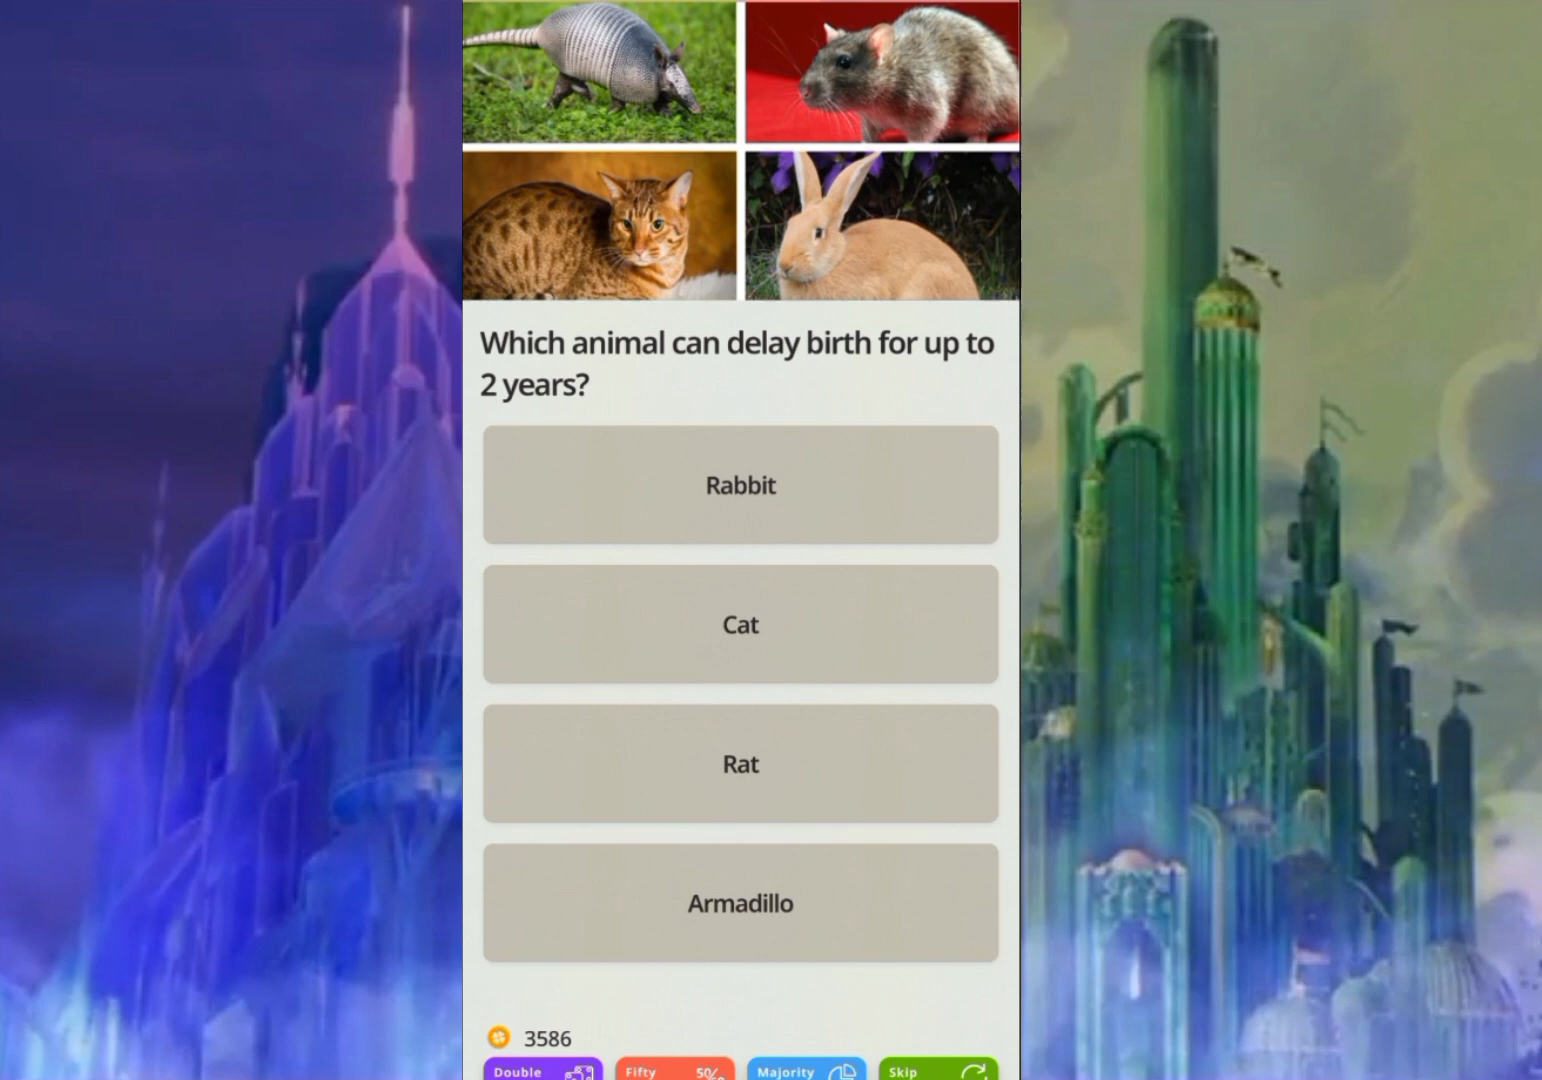 Which animal can delay birth for up to
2 years?
Rabbit
Cat
Rat
Armadillo
3586
Double
Fifty 50%
Majority
Skip